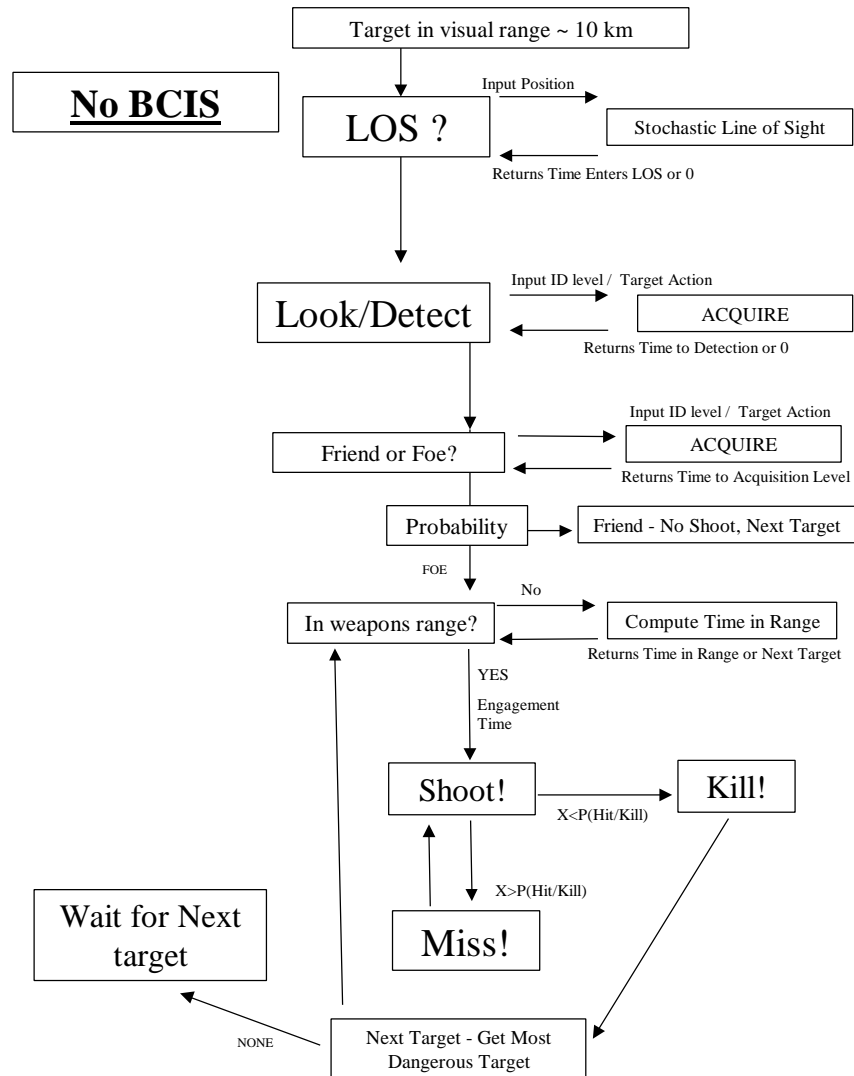 Target in visual range ~ 10 km
No BCIS
Input Position
LOS ?
Stochastic Line of Sight
Returns Time Enters LOS or 0
Input ID level / Target Action
Look/Detect
ACQUIRE
Returns Time to Detection or 0
Input ID level / Target Action
Friend or Foe?
ACQUIRE
Returns Time to Acquisition Level
Probability
Friend - No Shoot, Next Target
FOE
No
In weapons range?
Compute Time in Range
Returns Time in Range or Next Target
YES
Engagement
Time
Shoot!
Kill!
X<P(Hit/Kill)
X>P(Hit/Kill)
Wait for Next
target
Miss!
NONE
Next Target - Get Most
Dangerous Target